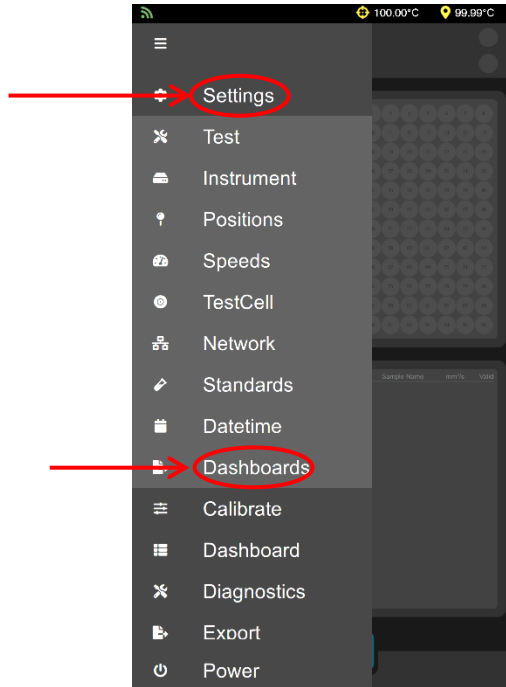 100.00°C 99.99°C
Settings
Test
Instrument
Positions
Speeds
TestCell
Network
Standards
Datetime
Dashboards
Calibrate
Dashboard
Diagnostics
Export
Power
Sample Name mm²/s Valid